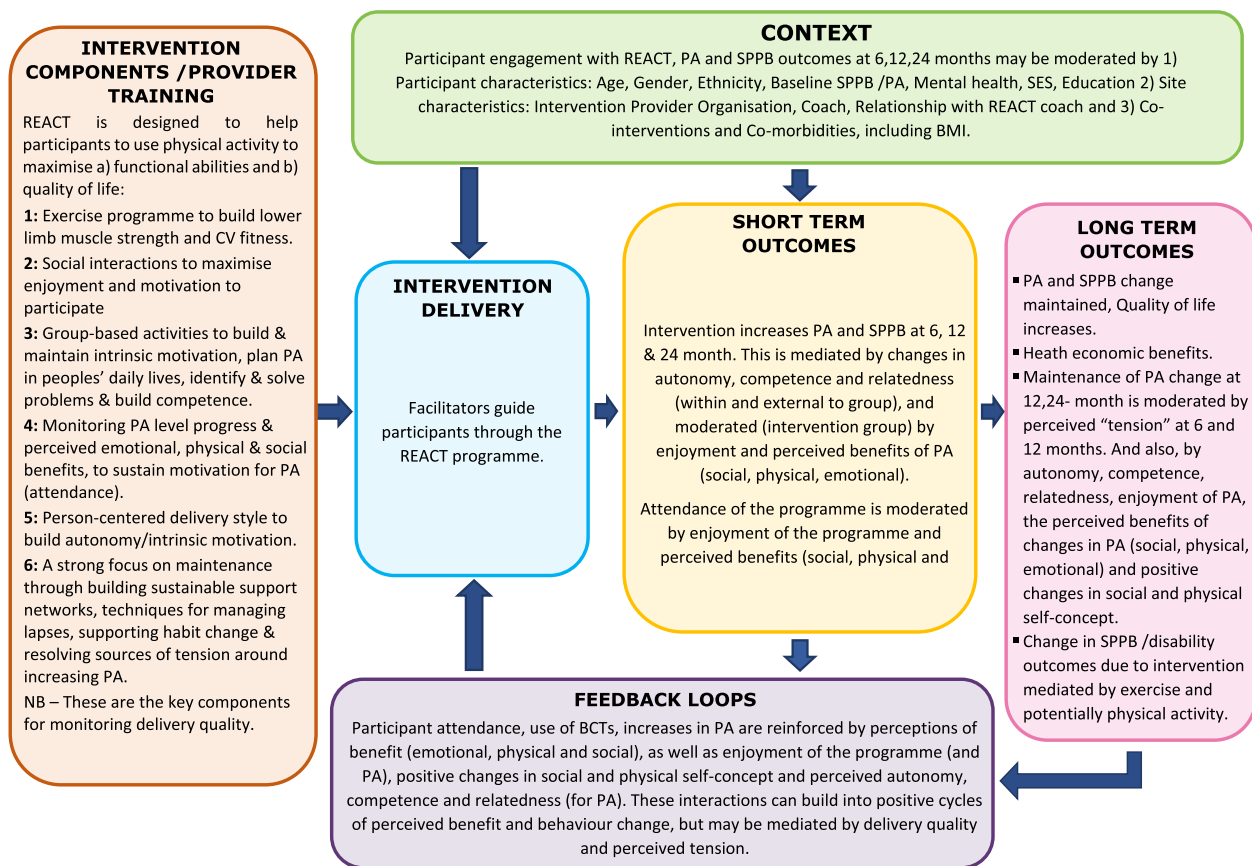 INTERVENTION
COMPONENTS /PROVIDER
TRAINING
REACT is designed to help
participants to use physical activity to
maximise a) functional abilities and b)
quality of life:
1: Exercise programme to build lower
limb muscle strength and CV fitness.
2: Social interactions to maximise
enjoyment and motivation to
participate
3: Group-based activities to build &
maintain intrinsic motivation, plan PA
in peoples’ daily lives, identify & solve
problems & build competence.
4: Monitoring PA level progress &
perceived emotional, physical & social
benefits, to sustain motivation for PA
(attendance).
5: Person-centered delivery style to
build autonomy/intrinsic motivation.
6: A strong focus on maintenance
through building sustainable support
networks, techniques for managing
lapses, supporting habit change &
resolving sources of tension around
increasing PA.
NB – These are the key components
for monitoring delivery quality.
CONTEXT
Participant engagement with REACT, PA and SPPB outcomes at 6,12,24 months may be moderated by 1)
Participant characteristics: Age, Gender, Ethnicity, Baseline SPPB /PA, Mental health, SES, Education 2) Site
characteristics: Intervention Provider Organisation, Coach, Relationship with REACT coach and 3) Co-
interventions and Co-morbidities, including BMI.
INTERVENTION
DELIVERY
Facilitators guide
participants through the
REACT programme.
SHORT TERM
OUTCOMES
Intervention increases PA and SPPB at 6, 12
& 24 month. This is mediated by changes in
autonomy, competence and relatedness
(within and external to group), and
moderated (intervention group) by
enjoyment and perceived benefits of PA
(social, physical, emotional).
Attendance of the programme is moderated
by enjoyment of the programme and
perceived benefits (social, physical and
LONG TERM
OUTCOMES
▪ PA and SPPB change
maintained, Quality of life
increases.
▪ Heath economic benefits.
▪ Maintenance of PA change at
12,24- month is moderated by
perceived “tension” at 6 and
12 months. And also, by
autonomy, competence,
relatedness, enjoyment of PA,
the perceived benefits of
changes in PA (social, physical,
emotional) and positive
changes in social and physical
self-concept.
▪ Change in SPPB /disability
outcomes due to intervention
mediated by exercise and
potentially physical activity.
FEEDBACK LOOPS
Participant attendance, use of BCTs, increases in PA are reinforced by perceptions of
benefit (emotional, physical and social), as well as enjoyment of the programme (and
PA), positive changes in social and physical self-concept and perceived autonomy,
competence and relatedness (for PA). These interactions can build into positive cycles
of perceived benefit and behaviour change, but may be mediated by delivery quality
and perceived tension.